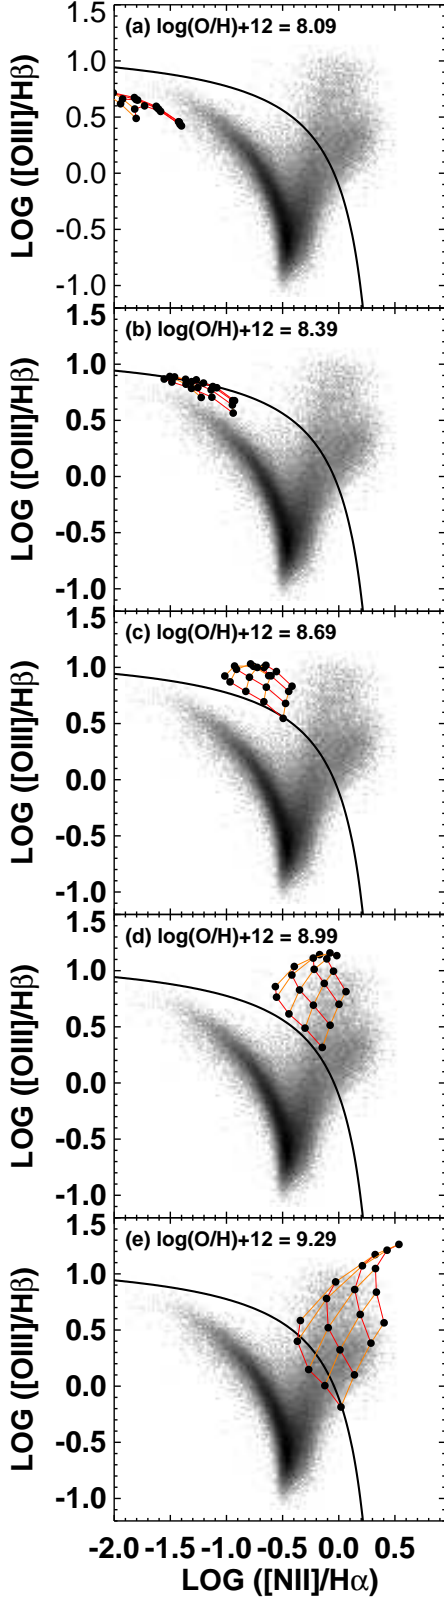 (a) log(O/H)+12 = 8.09
LOG ([OIII]/Hβ)
1.0
0.5
0.0
-0.5
-1.0
1.5
(b) log(O/H)+12 = 8.39
LOG ([OIII]/Hβ)
1.0
0.5
0.0
-0.5
-1.0
1.5
(c) log(O/H)+12 = 8.69
LOG ([OIII]/Hβ)
1.0
0.5
0.0
-0.5
-1.0
1.5
(d) log(O/H)+12 = 8.99
LOG ([OIII]/Hβ)
1.0
0.5
0.0
-0.5
-1.0
1.5
(e) log(O/H)+12 = 9.29
LOG ([OIII]/Hβ)
1.0
0.5
0.0
-0.5
-1.0
-2.0 -1.5 -1.0 -0.5 0.0 0.5
LOG ([NII]/Hα)